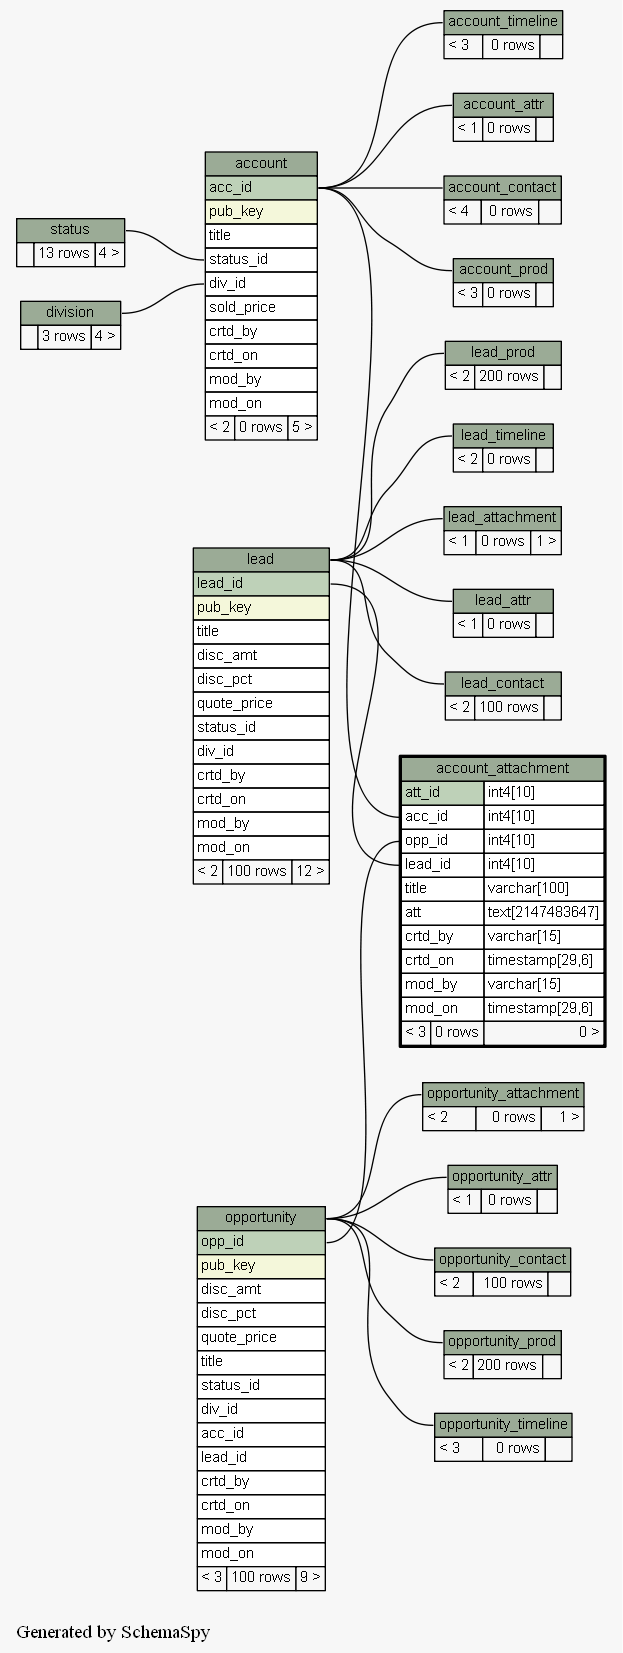 account_timeline
< 3 0 rows
account_attr
< 1 0 rows
account_contact
< 4 0 rows
account_prod
< 3 0 rows
account
acc_id
pub_key
title
status_id
div_id
sold_price
crtd_by
crtd_on
mod_by
mod_on
< 2 0 rows 5 >
status
13 rows 4 >
division
3 rows 4 >
lead_prod
< 2 200 rows
lead_timeline
< 2 0 rows
lead_attachment
< 1 0 rows 1 >
lead_attr
< 1 0 rows
lead_contact
< 2 100 rows
lead
lead_id
pub_key
title
disc_amt
disc_pct
quote_price
status_id
div_id
crtd_by
crtd_on
mod_by
mod_on
< 2 100 rows 12 >
account_attachment
att_id int4[10]
acc_id int4[10]
opp_id int4[10]
lead_id int4[10]
title varchar[100]
att text[2147483647]
crtd_by varchar[15]
crtd_on timestamp[29,6]
mod_by varchar[15]
mod_on timestamp[29,6]
< 3 0 rows 0 >
opportunity_attachment
< 2 0 rows 1 >
opportunity_attr
< 1 0 rows
opportunity_contact
< 2 100 rows
opportunity_prod
< 2 200 rows
opportunity_timeline
< 3 0 rows
opportunity
opp_id
pub_key
disc_amt
disc_pct
quote_price
title
status_id
div_id
acc_id
lead_id
crtd_by
crtd_on
mod_by
mod_on
< 3 100 rows 9 >
Generated by SchemaSpy